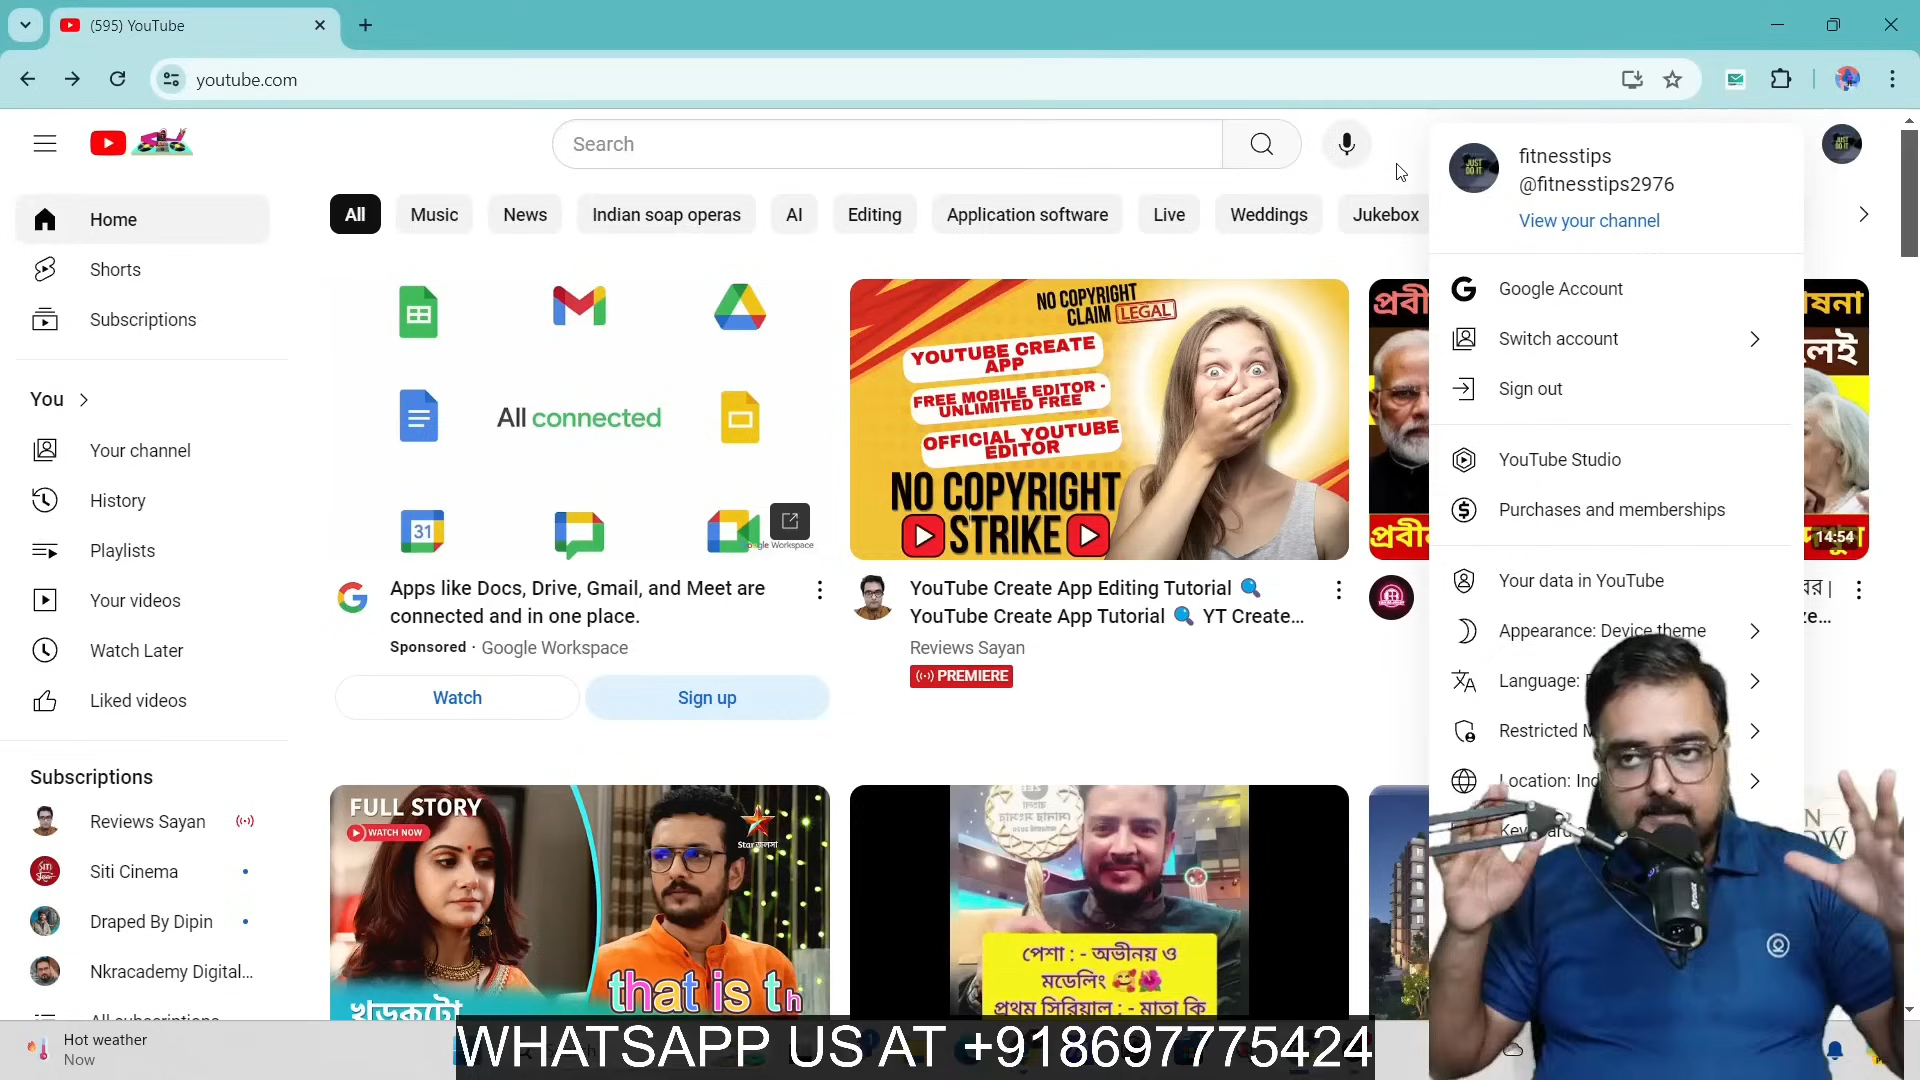 (595) YouTube
youtube.com
Search
fitnesstips
@fitnesstips2976
View your channel
Home
All
Music
News
Indian soap operas
AI
Editing
Application software
Live
Weddings
Jukebox
Shorts
Subscriptions
Google Account
Switch account
Sign out
You
Your channel
History
Playlists
Your videos
Watch Later
Liked videos
All connected
31
NO COPYRIGHT
CLAIM LEGAL
YOUTUBE CREATE
APP
FREE MOBILE EDITOR -
UNLIMITED FREE
OFFICIAL YOUTUBE
EDITOR
NO COPYRIGHT
STRIKE
14:54
YouTube Studio
Purchases and memberships
Your data in YouTube
Appearance: Device theme
Language:
Restricted
Location:
Apps like Docs, Drive, Gmail, and Meet are
connected and in one place.
Sponsored · Google Workspace
Watch
Sign up
YouTube Create App Editing Tutorial 🔍
YouTube Create App Tutorial 🔍 YT Create...
Reviews Sayan
PREMIERE
Subscriptions
Reviews Sayan
Siti Cinema
Draped By Dipin
Nkracademy Digital...
All subscriptions
FULL STORY
WATCH NOW
Star জলসা
খড়কুটো
that is th
পেশা : - অভীনয় ও
মডেলিং 🥰🌺
প্রথম সিরিয়াল : - মাতা কি
Hot weather
Now
WHATSAPP US AT +918697775424